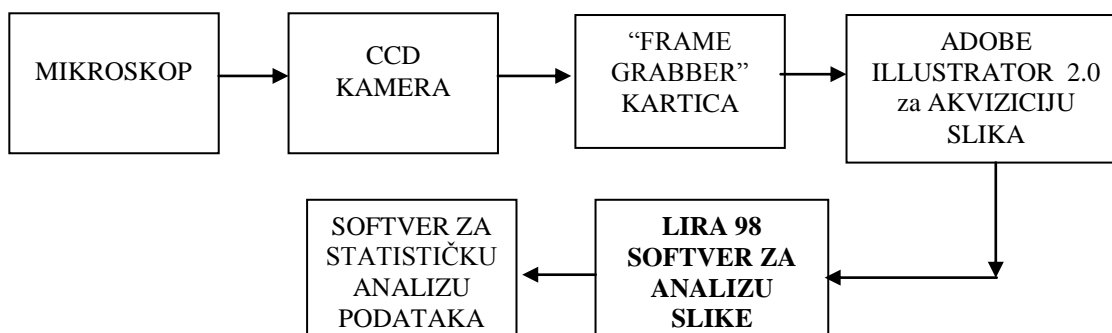 MIKROSKOP
CCD
KAMERA
“FRAME
GRABBER”
KARTICA
ADOBE
ILLUSTRATOR 2.0
za AKVIZICIJU
SLIKA
LIRA 98
SOFTVER ZA
ANALIZU
SLIKE
SOFTVER ZA
STATISTIČKU
ANALIZU
PODATAKA